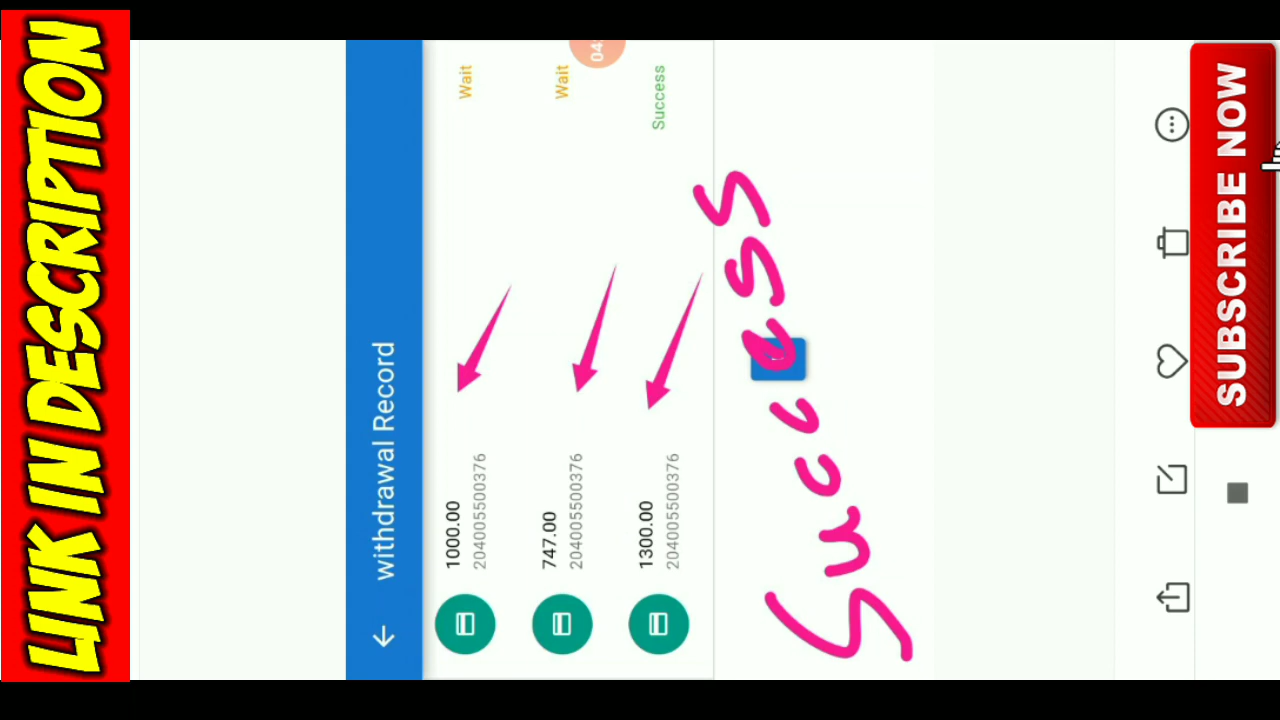 LINK IN DESCRIPTION
withdrawal Record
1000.00
204005500376
Wait
747.00
204005500376
Wait
1300.00
204005500376
Success
Success
SUBSCRIBE NOW